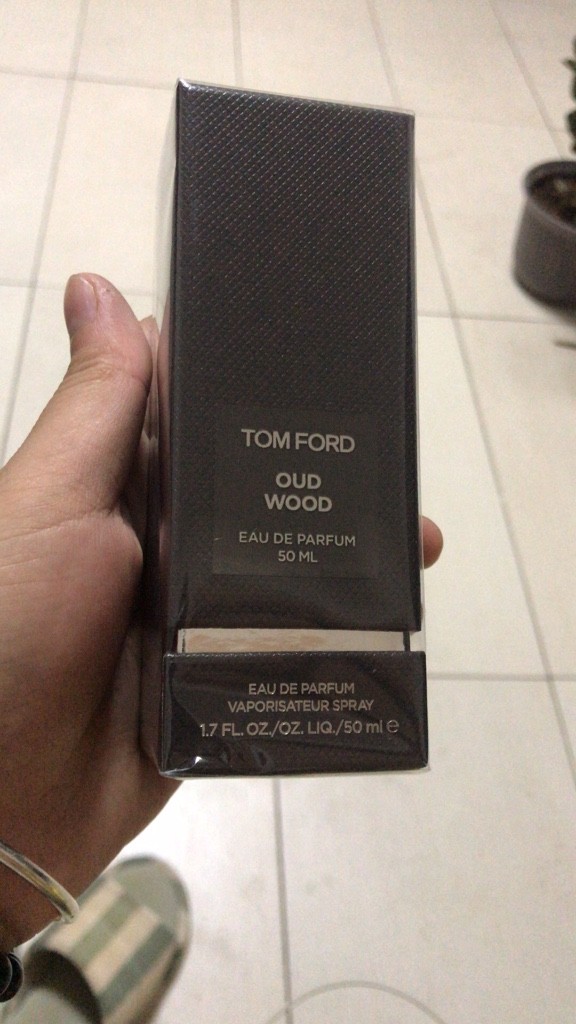 TOM FORD
OUD
WOOD
EAU DE PARFUM
50 ML
EAU DE PARFUM
VAPORISATEUR SPRAY
1.7 FL. OZ./OZ. LIQ./50 ml ℮